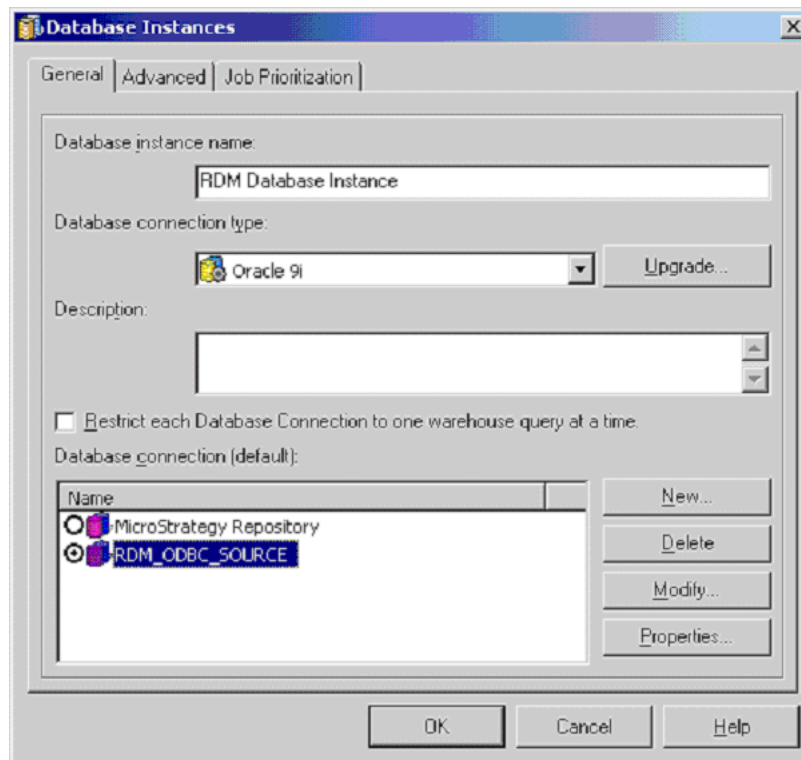 Database Instances
General Advanced Job Prioritization
Database instance name:
RDM Database Instance
Database connection type:
Oracle 9i Upgrade...
Description:
Restrict each Database Connection to one warehouse query at a time.
Database connection (default):
Name New...
MicroStrategy Repository
RDM_ODBC_SOURCE Delete
Modify...
Properties...
OK Cancel Help